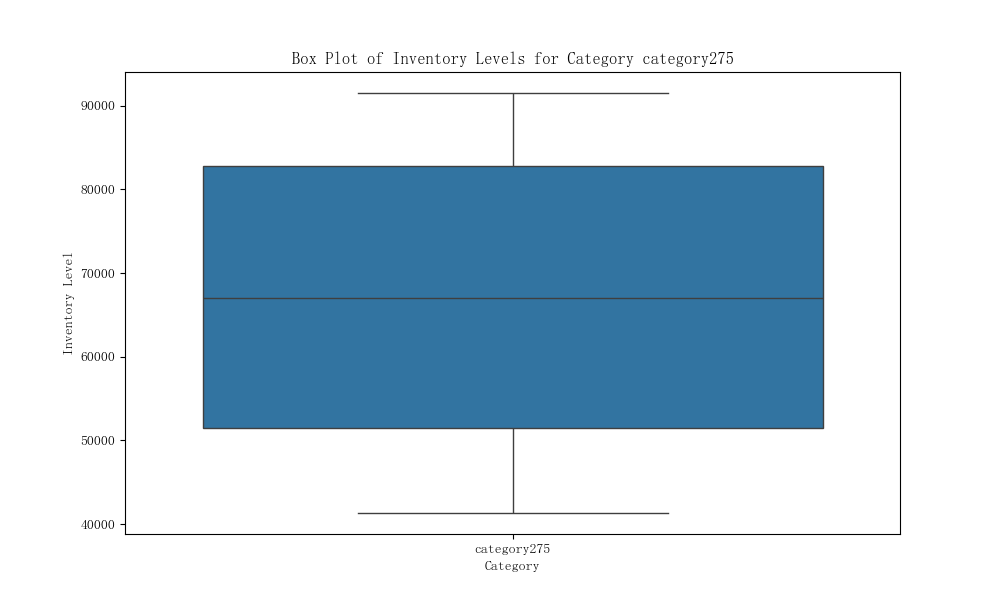 Box Plot of Inventory Levels for Category category275
90000
80000
70000
60000
50000
40000
Inventory Level
category275
Category